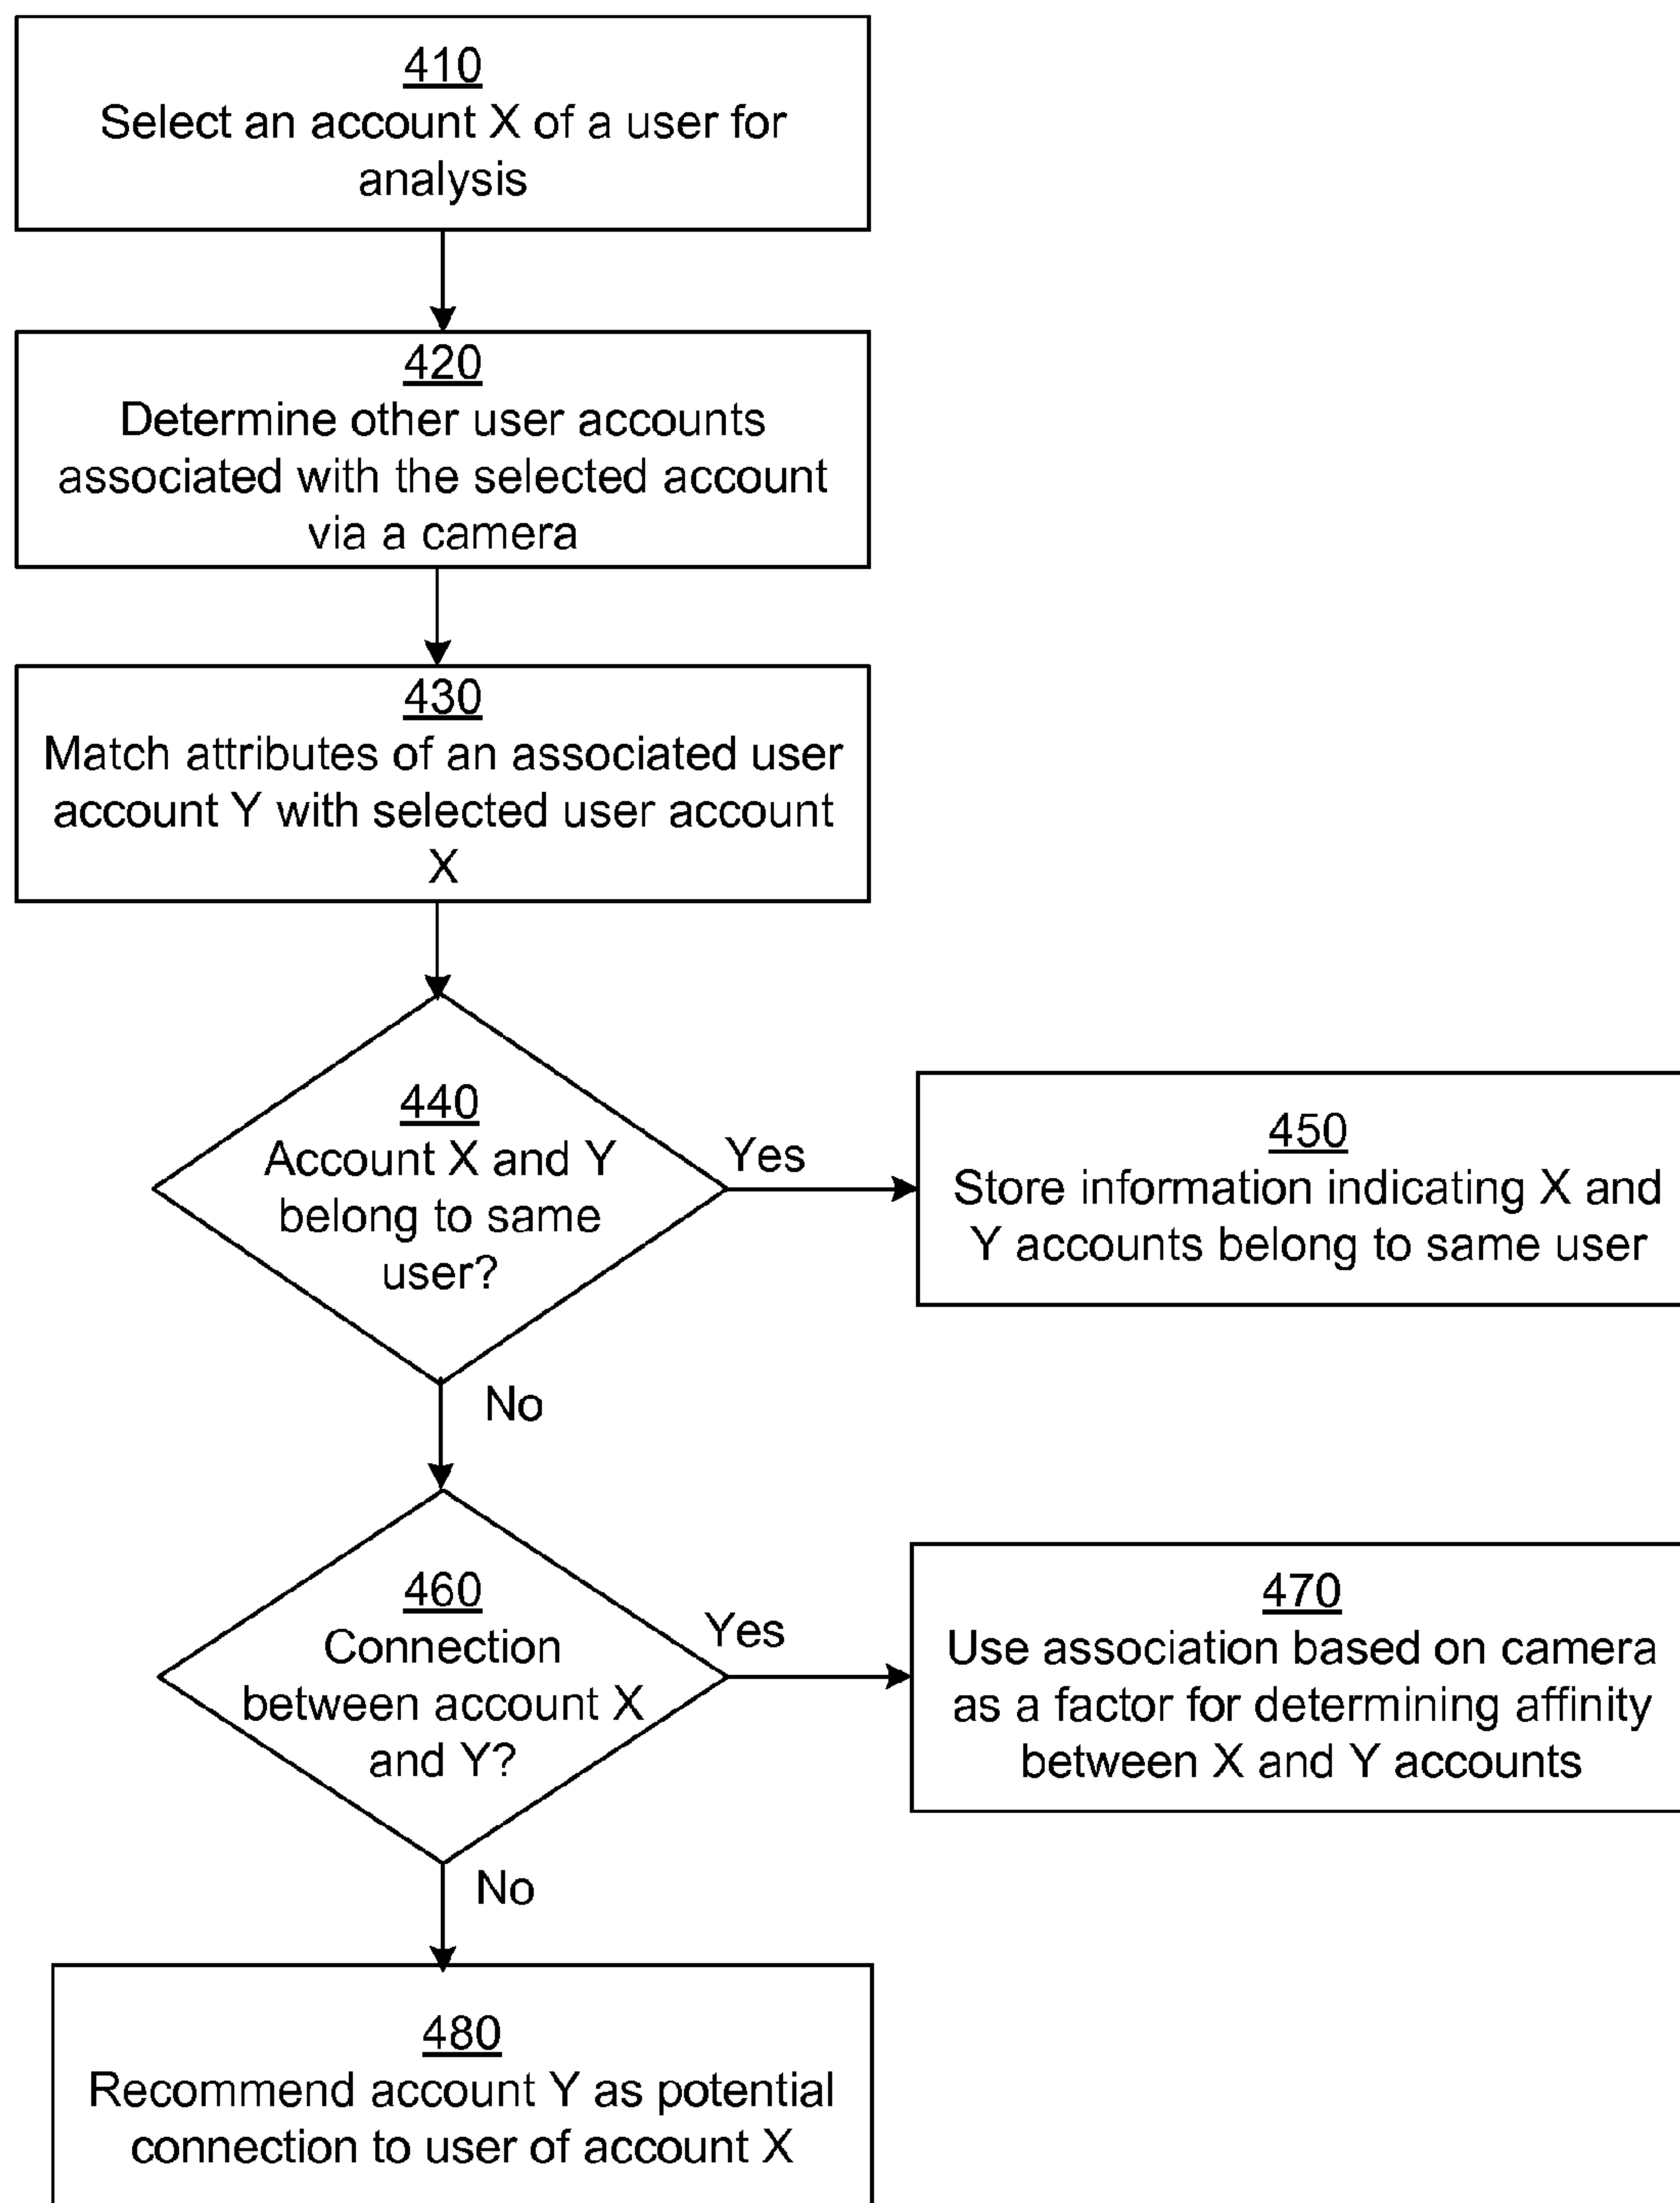 410
Select an account X of a user for
analysis
420
Determine other user accounts
associated with the selected account
via a camera
430
Match attributes of an associated user
account Y with selected user account
X
440
Account X and Y
belong to same
user?
Yes
450
Store information indicating X and
Y accounts belong to same user
No
460
Connection
between account X
and Y?
Yes
470
Use association based on camera
as a factor for determining affinity
between X and Y accounts
No
480
Recommend account Y as potential
connection to user of account X